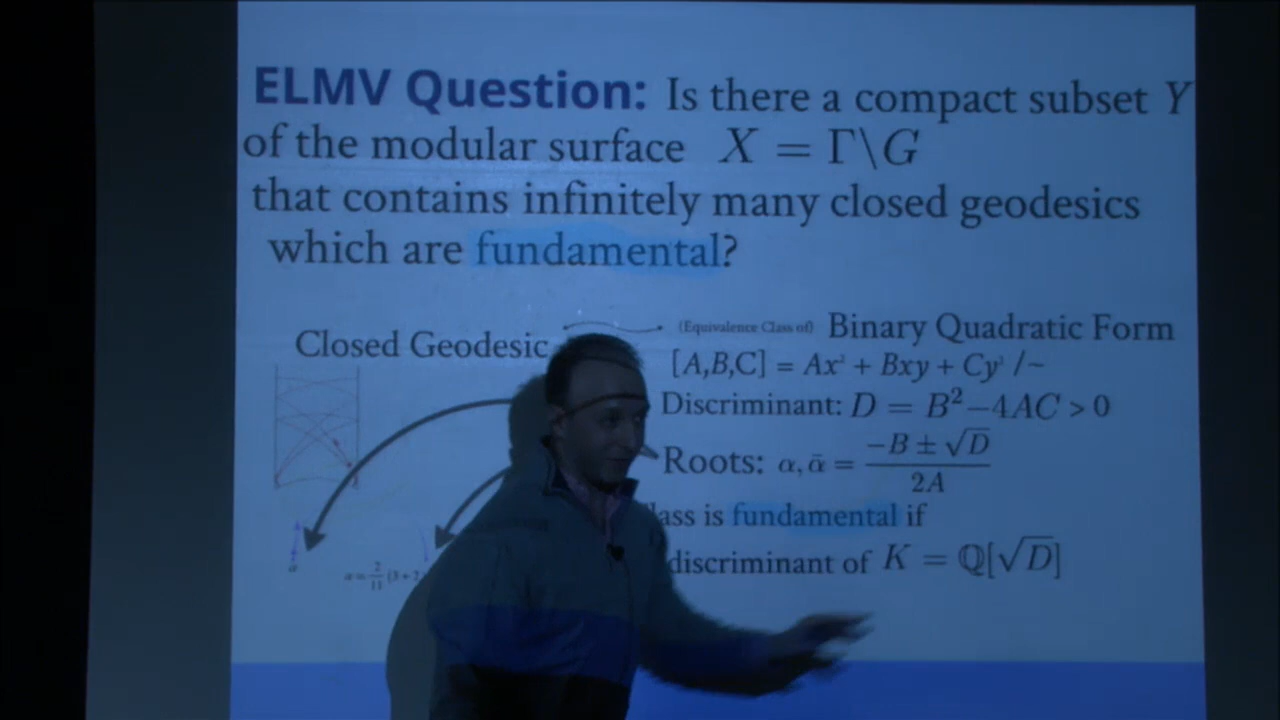 ELMV Question: Is there a compact subset Y
of the modular surface X = Γ\G
that contains infinitely many closed geodesics
which are fundamental?
Closed Geodesic
(Equivalence Class of) Binary Quadratic Form
[A,B,C] = Ax² + Bxy + Cy² /~
Discriminant: D = B² − 4AC > 0
Roots: α, ᾱ = (−B ± √D) / 2A
is fundamental if
discriminant of K = ℚ[√D]
α